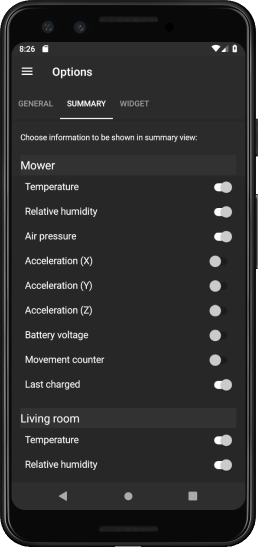 8:26
Options
GENERAL SUMMARY WIDGET
Choose information to be shown in summary view:
Mower
Temperature
Relative humidity
Air pressure
Acceleration (X)
Acceleration (Y)
Acceleration (Z)
Battery voltage
Movement counter
Last charged
Living room
Temperature
Relative humidity